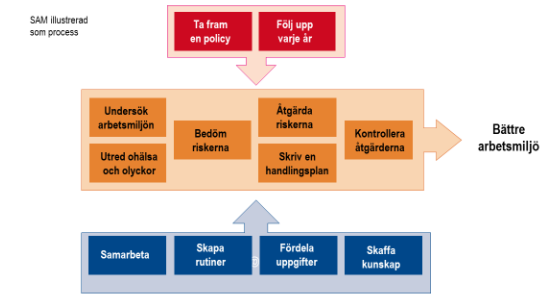 SAM illustrerad
som process
Ta fram
en policy
Följ upp
varje år
Undersök
arbetsmiljön
Utred ohälsa
och olyckor
Bedöm
riskerna
Åtgärda
riskerna
Skriv en
handlingsplan
Kontrollera
åtgärderna
Bättre
arbetsmiljö
Samarbeta
Skapa
rutiner
Fördela
uppgifter
Skaffa
kunskap